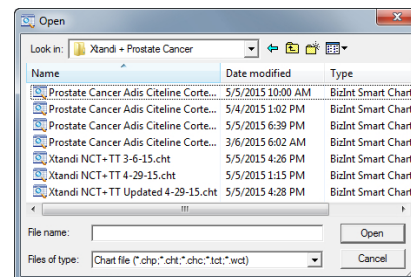 Open
Look in: Xtandi + Prostate Cancer
Name Date modified Type
Prostate Cancer Adis Citeline Corte... 5/5/2015 10:00 AM BizInt Smart Chart
Prostate Cancer Adis Citeline Corte... 5/4/2015 1:02 PM BizInt Smart Chart
Prostate Cancer Adis Citeline Corte... 5/5/2015 6:39 PM BizInt Smart Chart
Prostate Cancer Adis Citeline Corte... 3/6/2015 6:02 AM BizInt Smart Chart
Xtandi NCT+TT 3-6-15.cht 5/5/2015 4:26 PM BizInt Smart Chart
Xtandi NCT+TT 4-29-15.cht 5/5/2015 1:15 PM BizInt Smart Chart
Xtandi NCT+TT Updated 4-29-15.cht 5/5/2015 4:28 PM BizInt Smart Chart
File name: Open
Files of type: Chart file (*.chp;*.cht;*.chc;*.tct;*.wct) Cancel